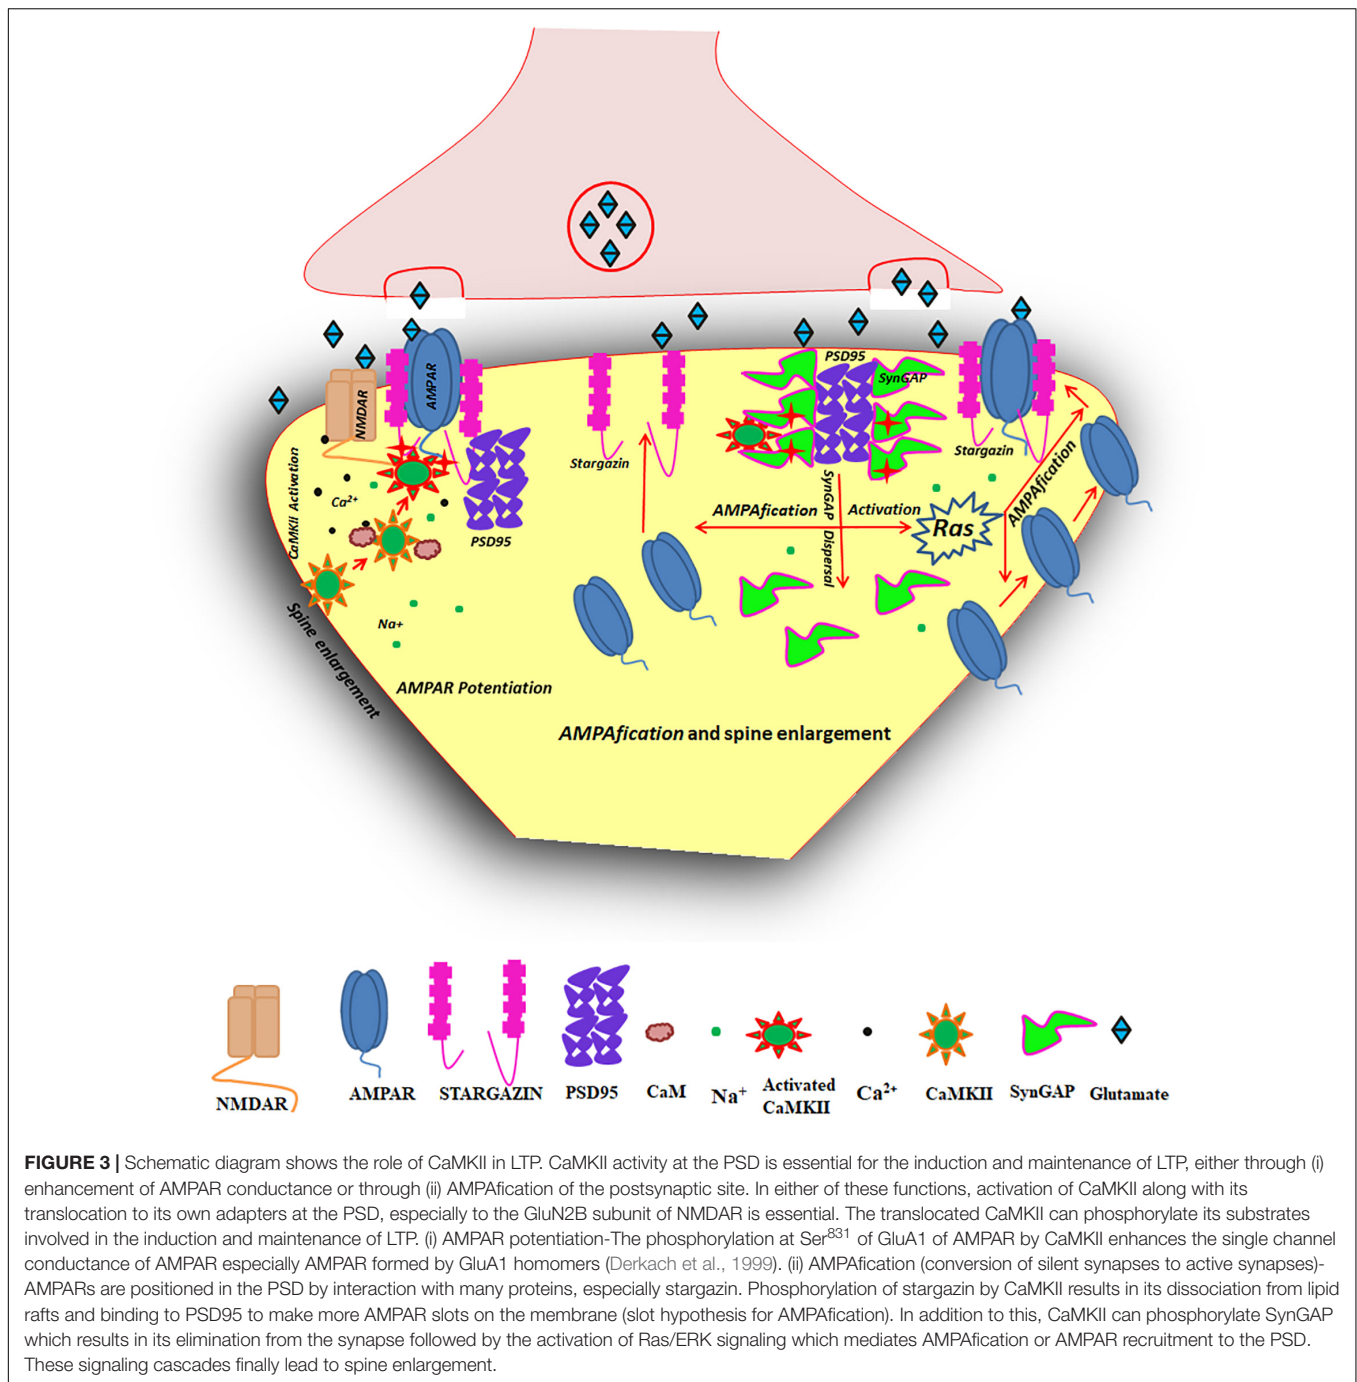 PSD95
SynGAP
AMPAR
NMDAR
Stargazin
Stargazin
CaMKII Activation
Ca2+
PSD95
AMPAfication
Activation
Ras
AMPAfication
SynGAP Dispersal
Na+
Spine enlargement
AMPAR Potentiation
AMPAfication and spine enlargement
NMDAR
AMPAR
STARGAZIN
PSD95
CaM
Na+
Activated
CaMKII
Ca2+
CaMKII
SynGAP
Glutamate
FIGURE 3 | Schematic diagram shows the role of CaMKII in LTP. CaMKII activity at the PSD is essential for the induction and maintenance of LTP, either through (i)
enhancement of AMPAR conductance or through (ii) AMPAfication of the postsynaptic site. In either of these functions, activation of CaMKII along with its
translocation to its own adapters at the PSD, especially to the GluN2B subunit of NMDAR is essential. The translocated CaMKII can phosphorylate its substrates
involved in the induction and maintenance of LTP. (i) AMPAR potentiation-The phosphorylation at Ser831 of GluA1 of AMPAR by CaMKII enhances the single channel
conductance of AMPAR especially AMPAR formed by GluA1 homomers (Derkach et al., 1999). (ii) AMPAfication (conversion of silent synapses to active synapses)-
AMPARs are positioned in the PSD by interaction with many proteins, especially stargazin. Phosphorylation of stargazin by CaMKII results in its dissociation from lipid
rafts and binding to PSD95 to make more AMPAR slots on the membrane (slot hypothesis for AMPAfication). In addition to this, CaMKII can phosphorylate SynGAP
which results in its elimination from the synapse followed by the activation of Ras/ERK signaling which mediates AMPAfication or AMPAR recruitment to the PSD.
These signaling cascades finally lead to spine enlargement.